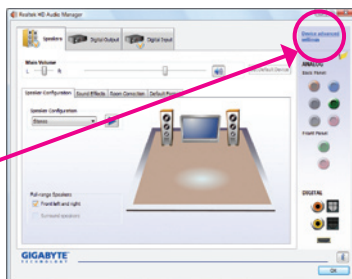 Realtek HD Audio Manager
Device advanced
settings
Speakers
Digital Output
Digital Input
ANALOG
Back Panel
Main Volume
L
R
Set Default Device
Speaker Configuration
Sound Effects
Room Correction
Default Format
Speaker Configuration
Stereo
Front Panel
Full-range Speakers
Front left and right
Surround speakers
DIGITAL
GIGABYTE
TECHNOLOGY
OK